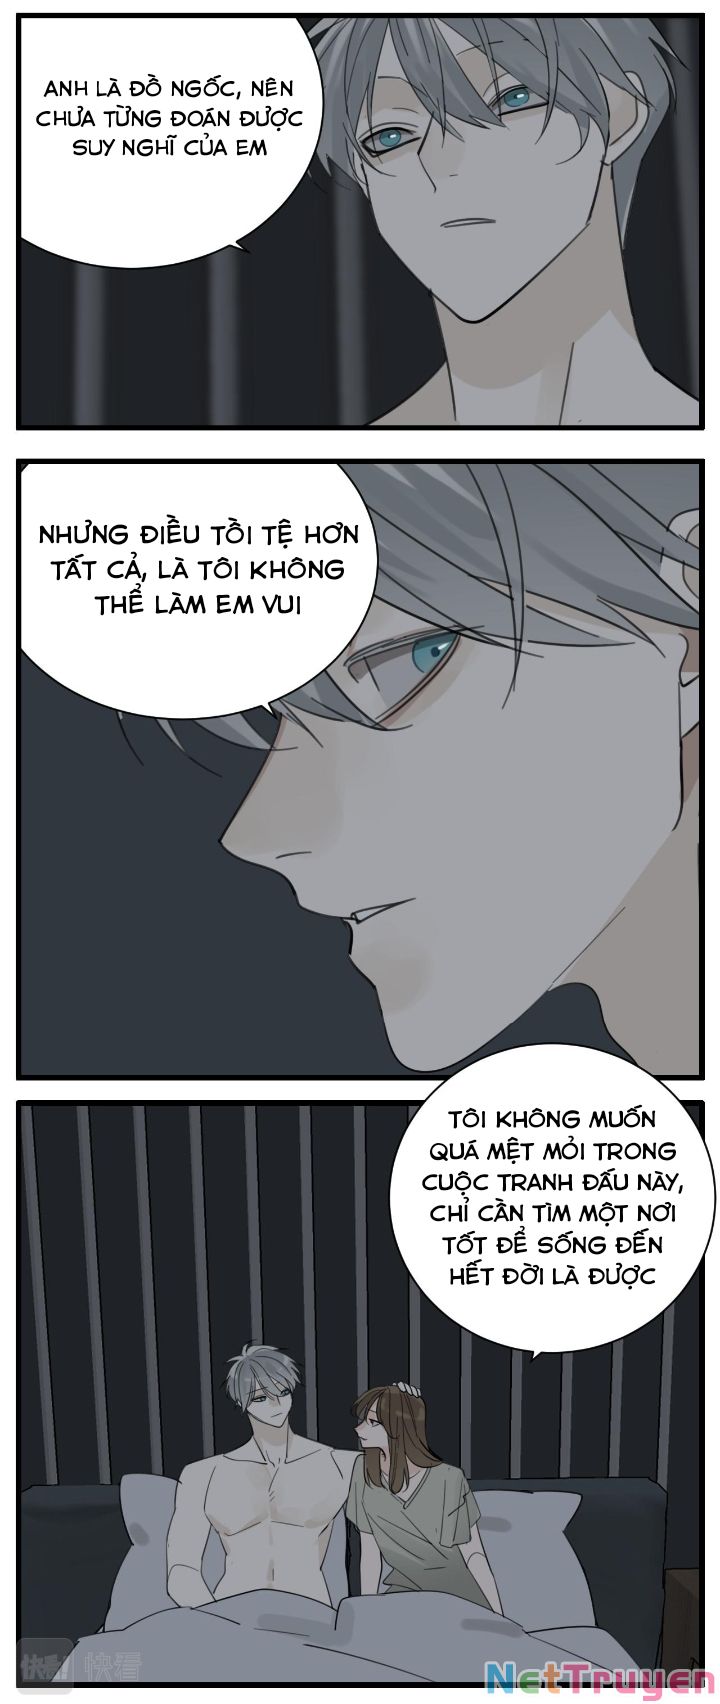 ANH LÀ ĐỒ NGỐC, NÊN
CHƯA TỪNG ĐOÁN ĐƯỢC
SUY NGHĨ CỦA EM
NHƯNG ĐIỀU TỒI TỆ HƠN
TẤT CẢ, LÀ TÔI KHÔNG
THỂ LÀM EM VUI
TÔI KHÔNG MUỐN
QUÁ MỆT MỎI TRONG
CUỘC TRANH ĐẤU NÀY,
CHỈ CẦN TÌM MỘT NƠI
TỐT ĐỂ SỐNG ĐẾN
HẾT ĐỜI LÀ ĐƯỢC
快看! 快看
NetTruyen